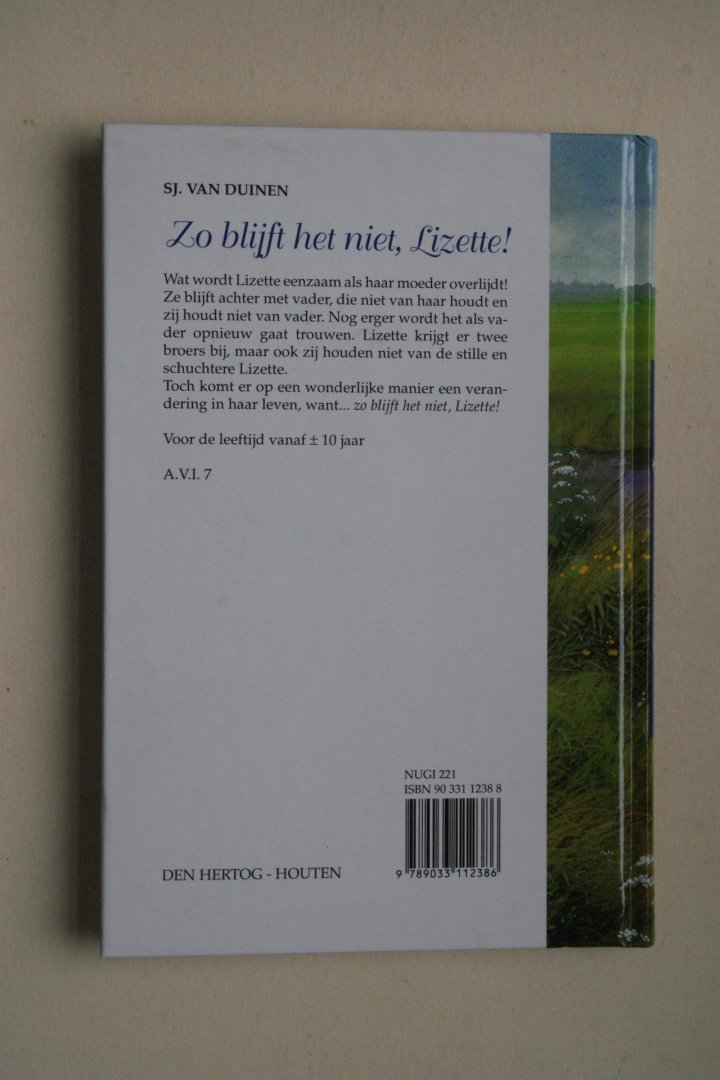 SJ. VAN DUINEN
Zo blijft het niet, Lizette!
Wat wordt Lizette eenzaam als haar moeder overlijdt!
Ze blijft achter met vader, die niet van haar houdt en
zij houdt niet van vader. Nog erger wordt het als va-
der opnieuw gaat trouwen. Lizette krijgt er twee
broers bij, maar ook zij houden niet van de stille en
schuchtere Lizette.
Toch komt er op een wonderlijke manier een veran-
dering in haar leven, want... zo blijft het niet, Lizette!
Voor de leeftijd vanaf ± 10 jaar
A.V.I. 7
NUGI 221
ISBN 90 331 1238 8
9 789033 112386
DEN HERTOG - HOUTEN